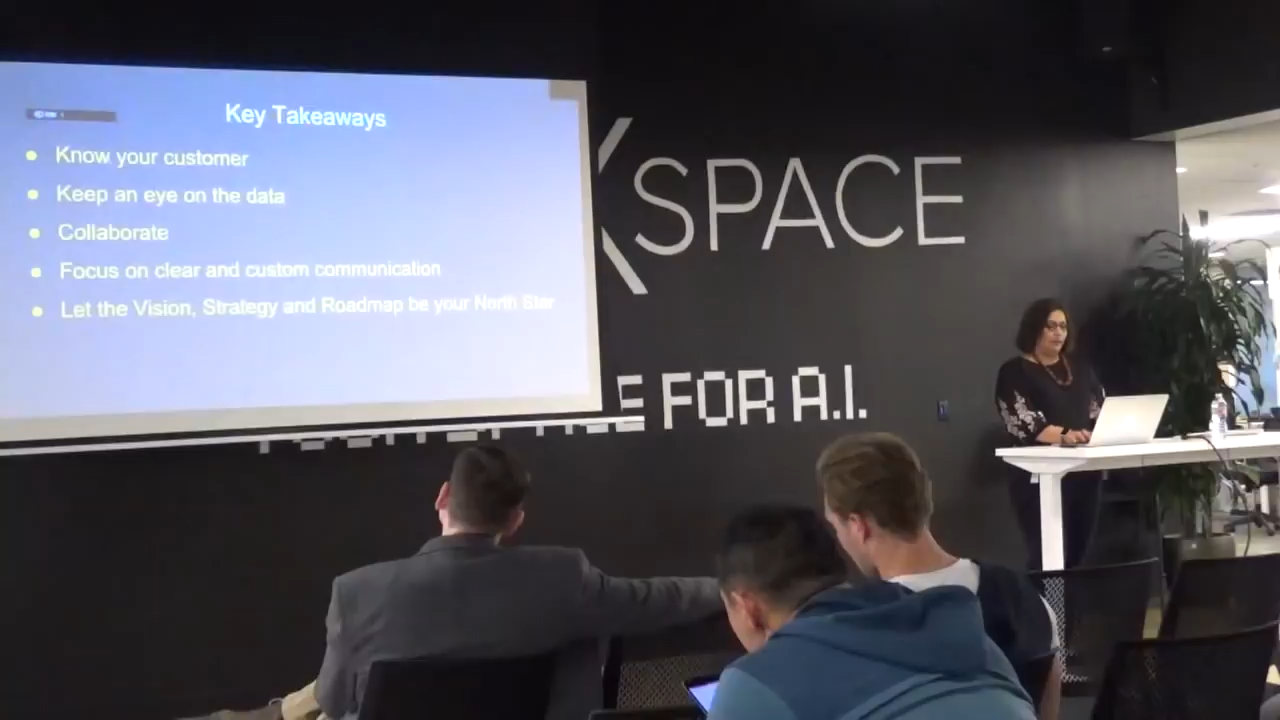 Key Takeaways
Know your customer
Keep an eye on the data
Collaborate
Focus on clear and custom communication
Let the Vision, Strategy and Roadmap be your North Star
SPACE
FOR A.I.